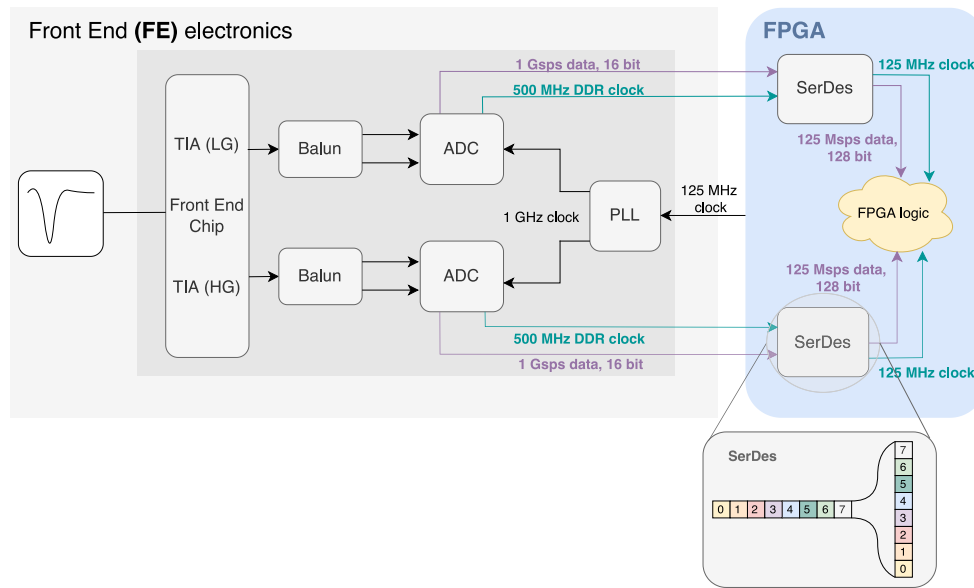 Front End (FE) electronics
FPGA
1 Gsps data, 16 bit
500 MHz DDR clock
125 MHz clock
SerDes
TIA (LG)
Balun
ADC
125 Msps data,
128 bit
Front End
Chip
1 GHz clock
PLL
125 MHz
clock
FPGA logic
TIA (HG)
Balun
ADC
125 Msps data,
128 bit
500 MHz DDR clock
1 Gsps data, 16 bit
SerDes
125 MHz clock
SerDes
0 1 2 3 4 5 6 7
7
6
5
4
3
2
1
0